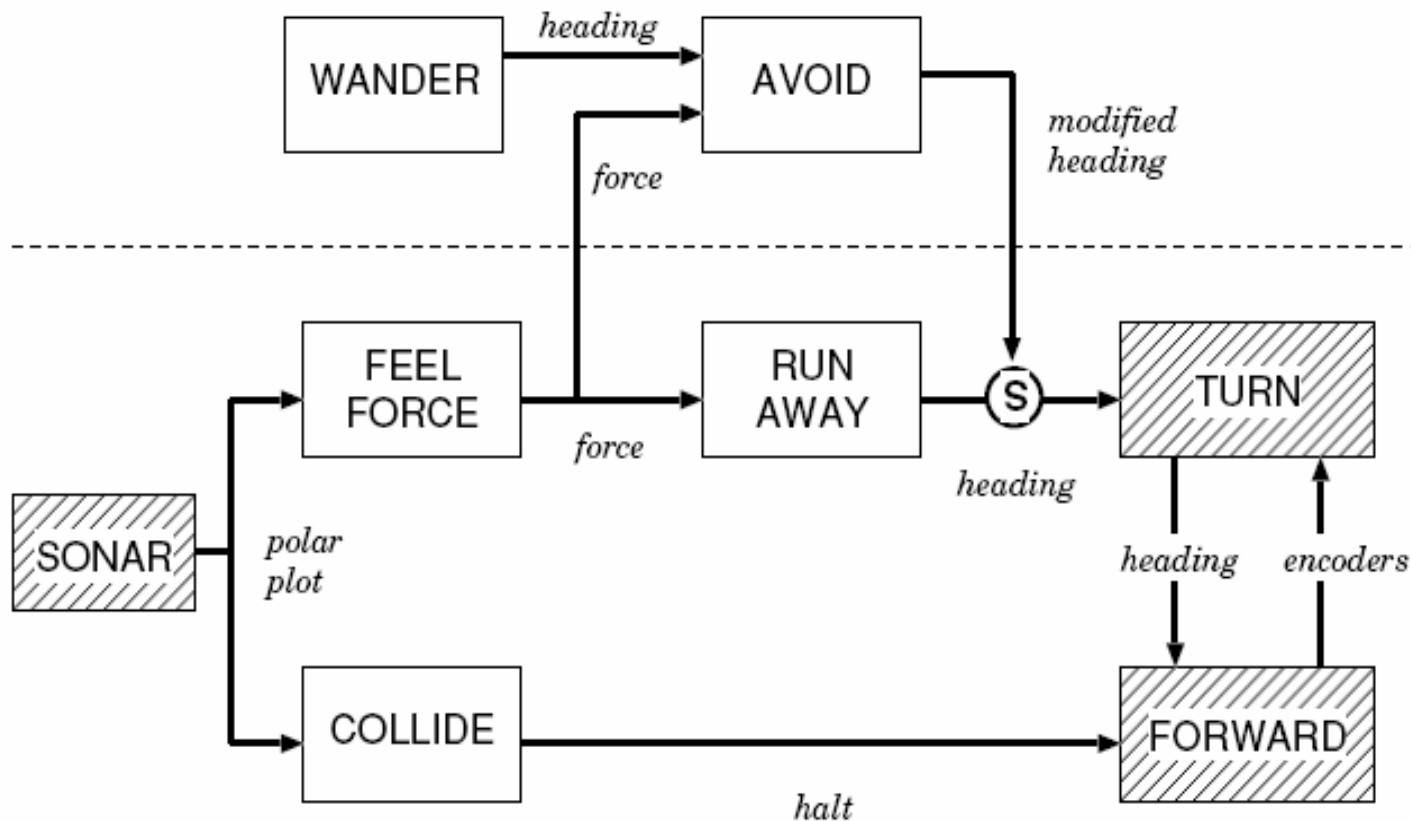 heading
WANDER
AVOID
modified
heading
force
FEEL
FORCE
RUN
AWAY
S
TURN
force
heading
SONAR
polar
plot
heading
encoders
COLLIDE
FORWARD
halt